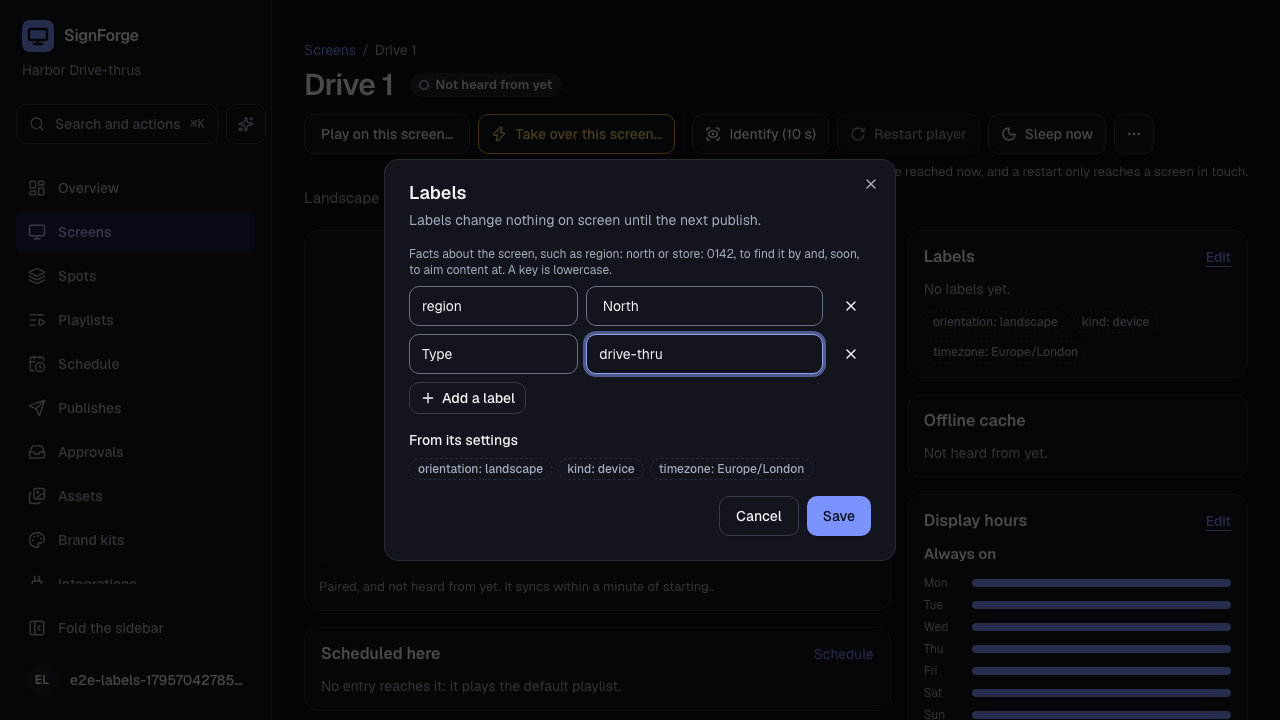 SignForge
Harbor Drive-thrus
Search and actions ⌘K
Overview
Screens
Spots
Playlists
Schedule
Publishes
Approvals
Assets
Brand kits
Integrations
Fold the sidebar
EL e2e-labels-17957042785…
Screens / Drive 1
Drive 1 Not heard from yet
Play on this screen…
Take over this screen…
Identify (10 s)
Restart player
Sleep now
e reached now, and a restart only reaches a screen in touch.
Landscape
Labels
Labels change nothing on screen until the next publish.
Facts about the screen, such as region: north or store: 0142, to find it by and, soon,
to aim content at. A key is lowercase.
region North
Type drive-thru
Add a label
From its settings
orientation: landscape kind: device timezone: Europe/London
Cancel Save
Paired, and not heard from yet. It syncs within a minute of starting..
Scheduled here Schedule
No entry reaches it: it plays the default playlist.
Labels Edit
No labels yet.
orientation: landscape kind: device
timezone: Europe/London
Offline cache
Not heard from yet.
Display hours Edit
Always on
Mon
Tue
Wed
Thu
Fri
Sat
Sun